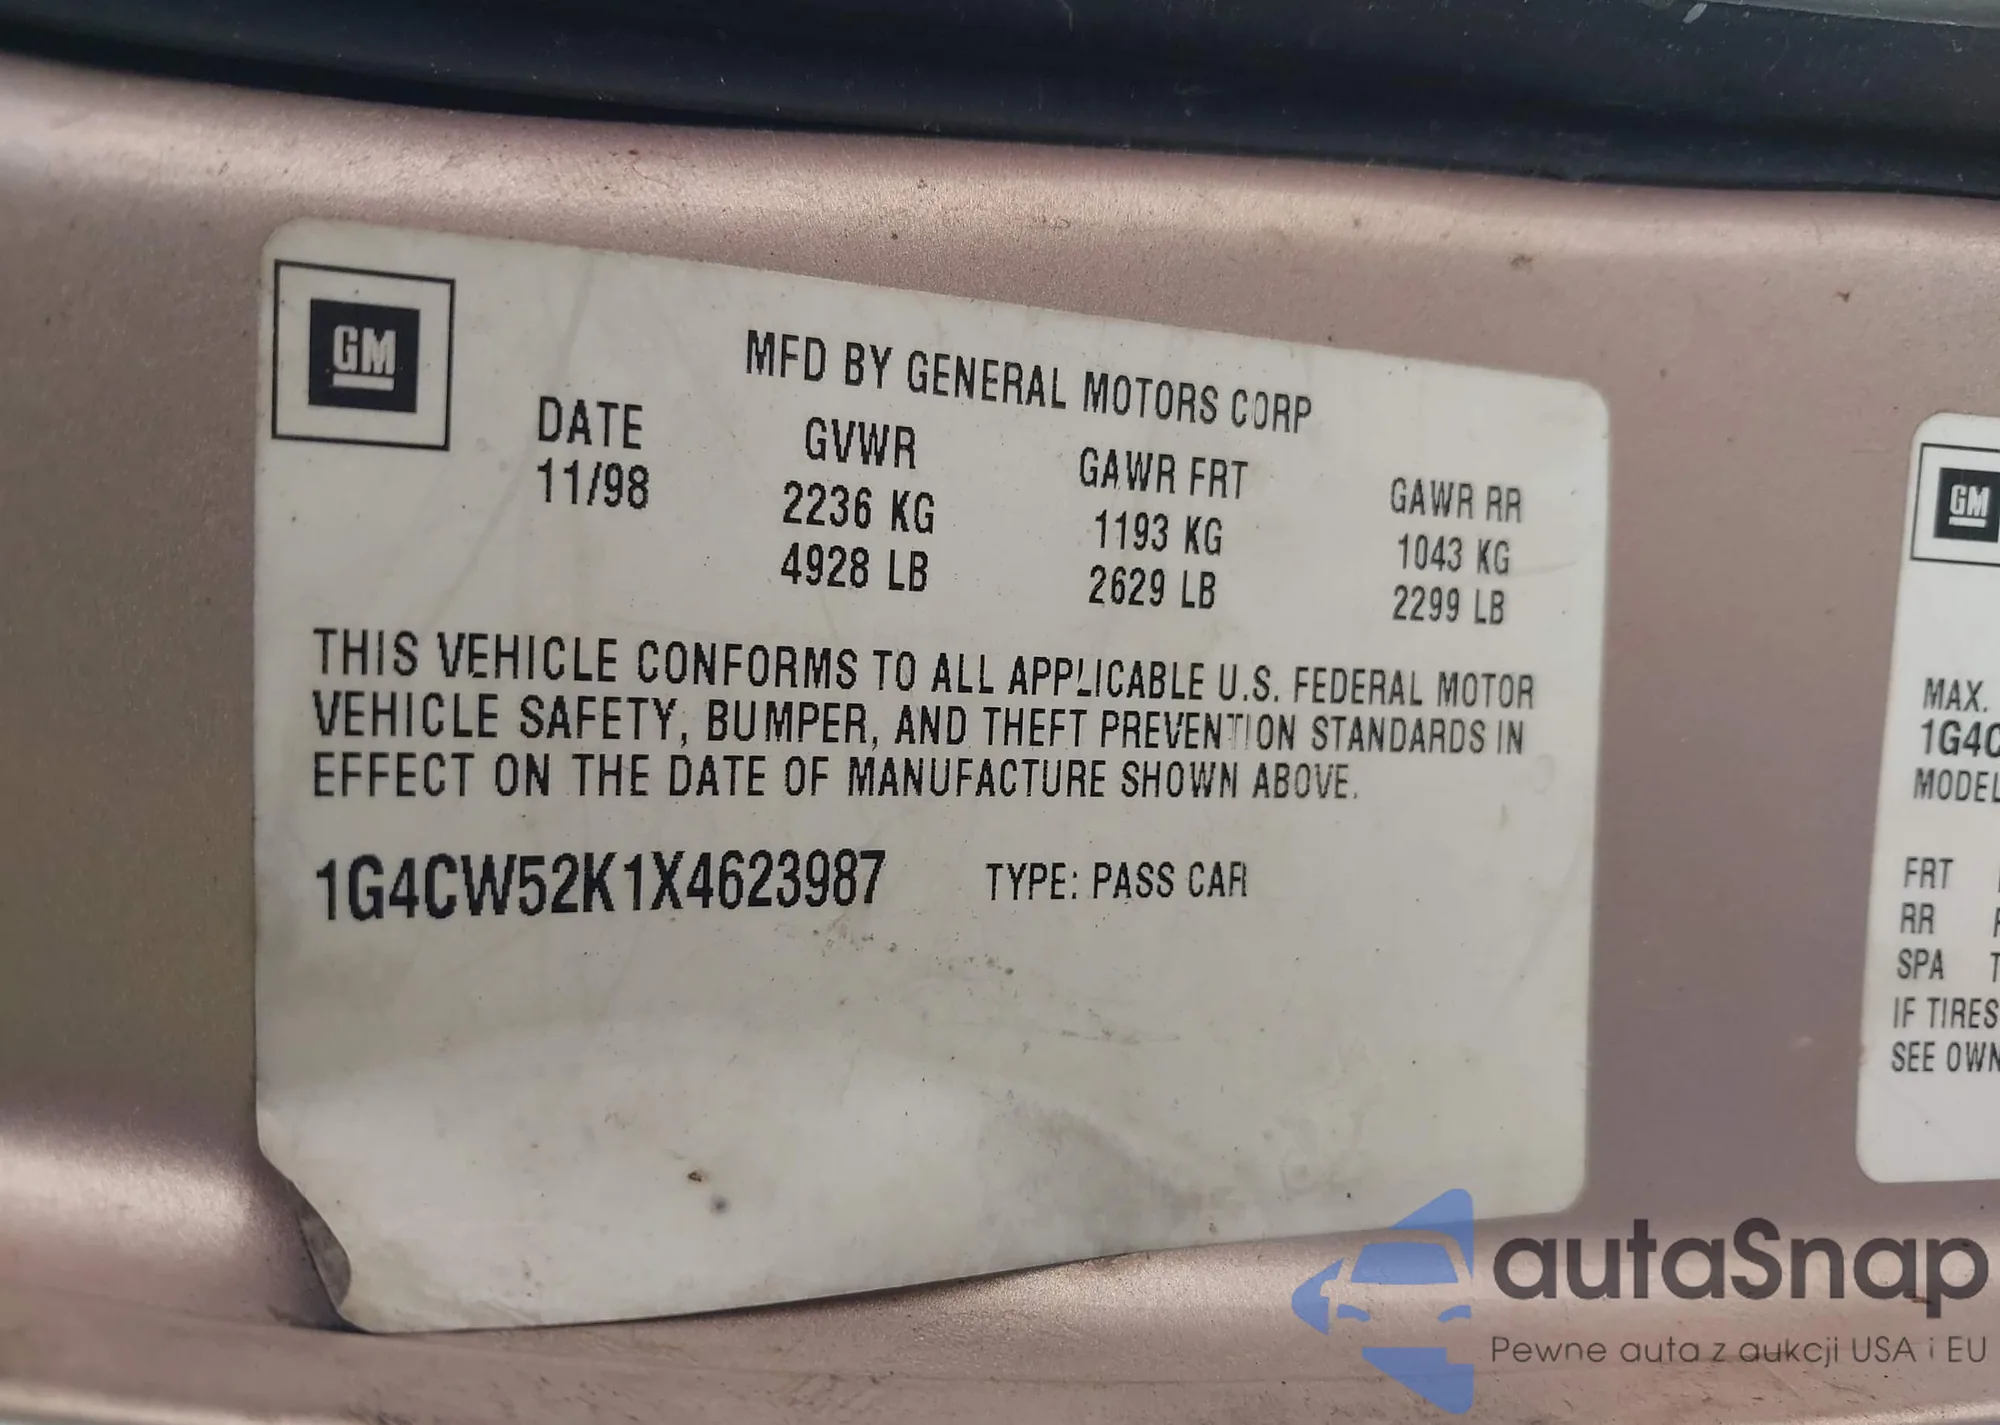 GM
MFD BY GENERAL MOTORS CORP
DATE GVWR GAWR FRT GAWR RR
11/98 2236 KG 1193 KG 1043 KG
4928 LB 2629 LB 2299 LB
THIS VEHICLE CONFORMS TO ALL APPLICABLE U.S. FEDERAL MOTOR
VEHICLE SAFETY, BUMPER, AND THEFT PREVENTION STANDARDS IN
EFFECT ON THE DATE OF MANUFACTURE SHOWN ABOVE.
1G4CW52K1X4623987 TYPE: PASS CAR
GM
MAX.
1G4C
MODEL
FRT
RR
SPA
IF TIRES
SEE OWN
autaSnap
Pewne auta z aukcji USA i EU